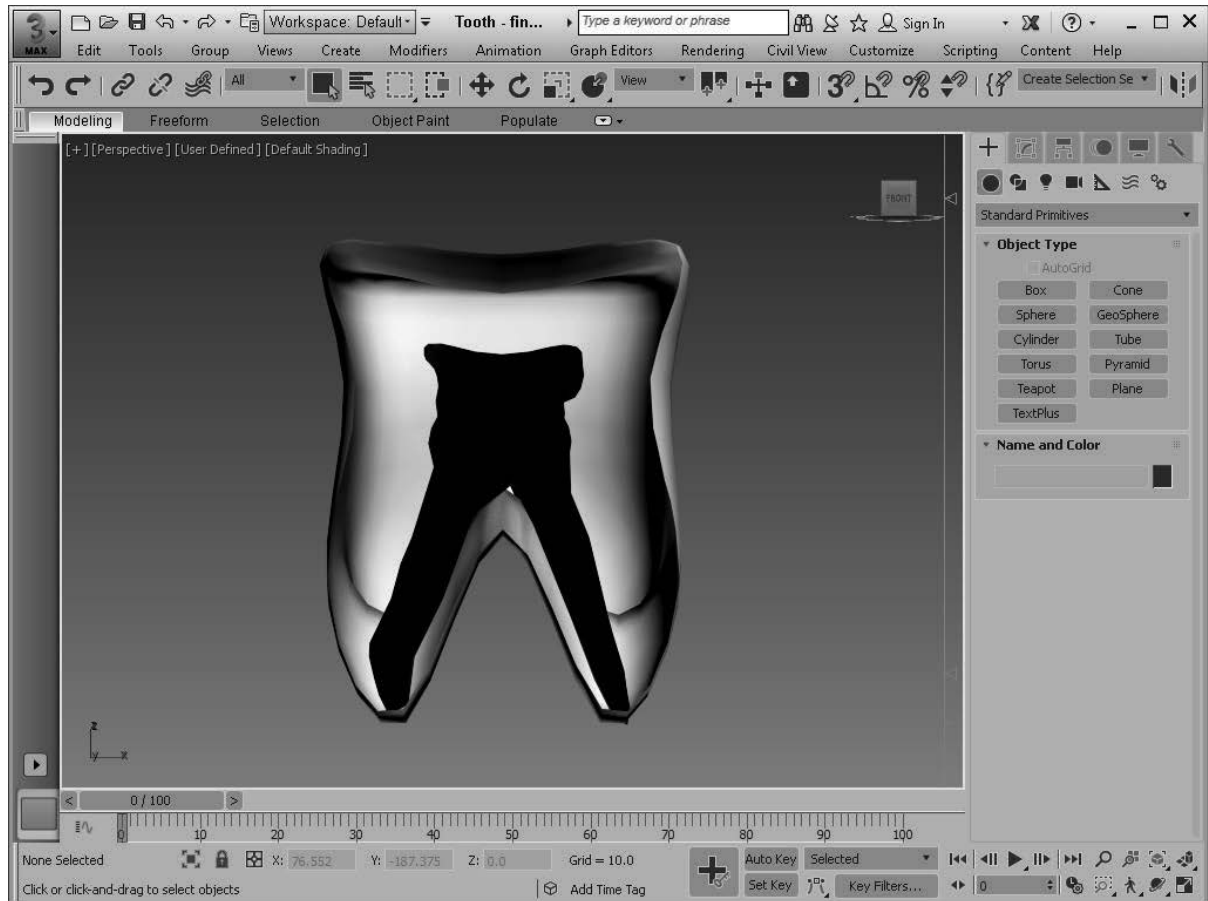 3 MAX Workspace: Default Tooth - fin... Type a keyword or phrase Sign In
Edit Tools Group Views Create Modifiers Animation Graph Editors Rendering Civil View Customize Scripting Content Help
All View Create Selection Se
Modeling Freeform Selection Object Paint Populate
[+] [Perspective ] [User Defined ] [Default Shading ]
FRONT
Standard Primitives
Object Type
AutoGrid
Box Cone
Sphere GeoSphere
Cylinder Tube
Torus Pyramid
Teapot Plane
TextPlus
Name and Color
z
y x
< 0 / 100 >
0 10 20 30 40 50 60 70 80 90 100
None Selected X: 76.552 Y: -187.375 Z: 0.0 Grid = 10.0 Auto Key Selected
Click or click-and-drag to select objects Add Time Tag Set Key Key Filters... 0